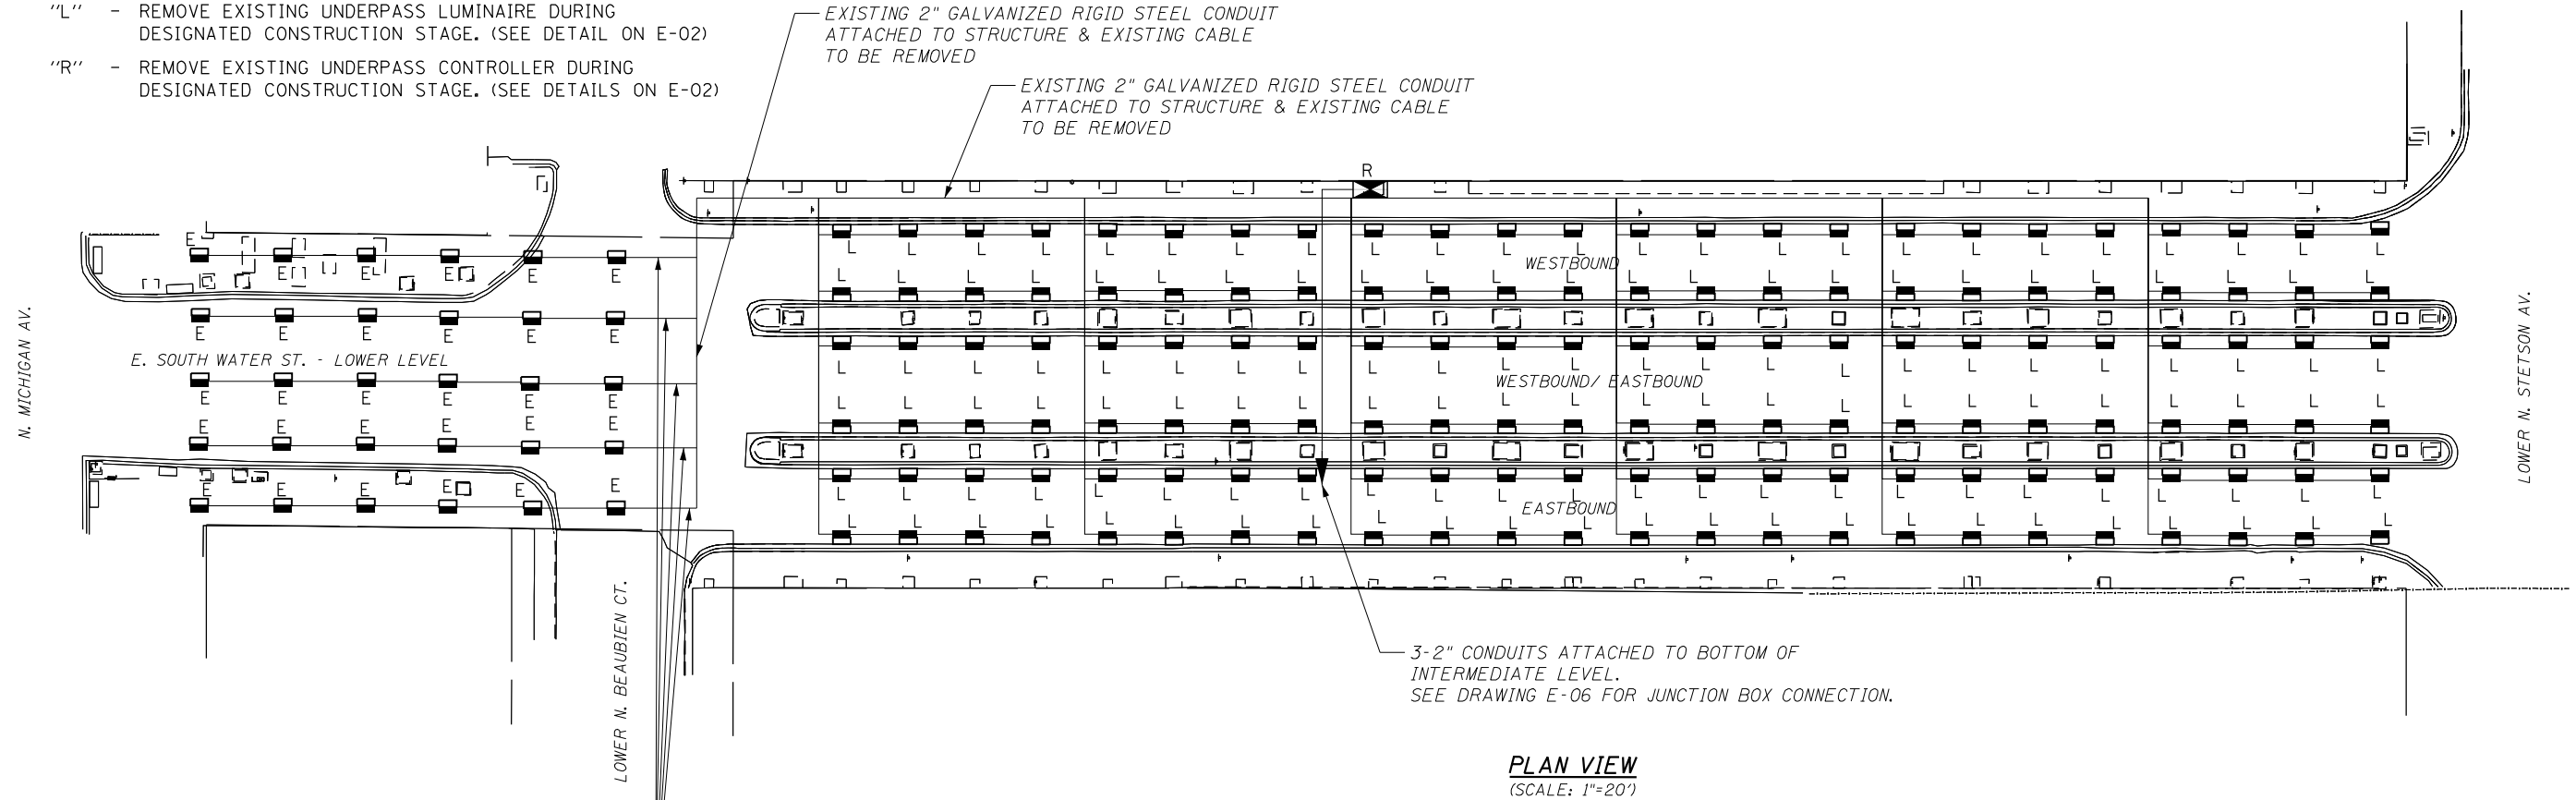 "L" - REMOVE EXISTING UNDERPASS LUMINAIRE DURING
DESIGNATED CONSTRUCTION STAGE. (SEE DETAIL ON E-02)
"R" - REMOVE EXISTING UNDERPASS CONTROLLER DURING
DESIGNATED CONSTRUCTION STAGE. (SEE DETAILS ON E-02)
EXISTING 2" GALVANIZED RIGID STEEL CONDUIT
ATTACHED TO STRUCTURE & EXISTING CABLE
TO BE REMOVED
EXISTING 2" GALVANIZED RIGID STEEL CONDUIT
ATTACHED TO STRUCTURE & EXISTING CABLE
TO BE REMOVED
R
E
E E E E E
L L L L L L L L L L L L L L L L L L L L L L L L
WESTBOUND
L L L L L L L L L L L L L L L L L L L L L L L L
E E E E E E
N. MICHIGAN AV.
E. SOUTH WATER ST. - LOWER LEVEL
L L L L L L L L L L L L L L L L L L L L L L L L
WESTBOUND/ EASTBOUND
LOWER N. STETSON AV.
E E E E E E
L L L L L L L L L L L L L L L L L L L L L L L L
E E E E E E
E E E E E E
L L L L L L L L L L L L L L L L L L L L L L L L
EASTBOUND
L L L L L L L L L L L L L L L L L L L L L L L L
LOWER N. BEAUBIEN CT.
3-2" CONDUITS ATTACHED TO BOTTOM OF
INTERMEDIATE LEVEL.
SEE DRAWING E-06 FOR JUNCTION BOX CONNECTION.
PLAN VIEW
(SCALE: 1"=20')